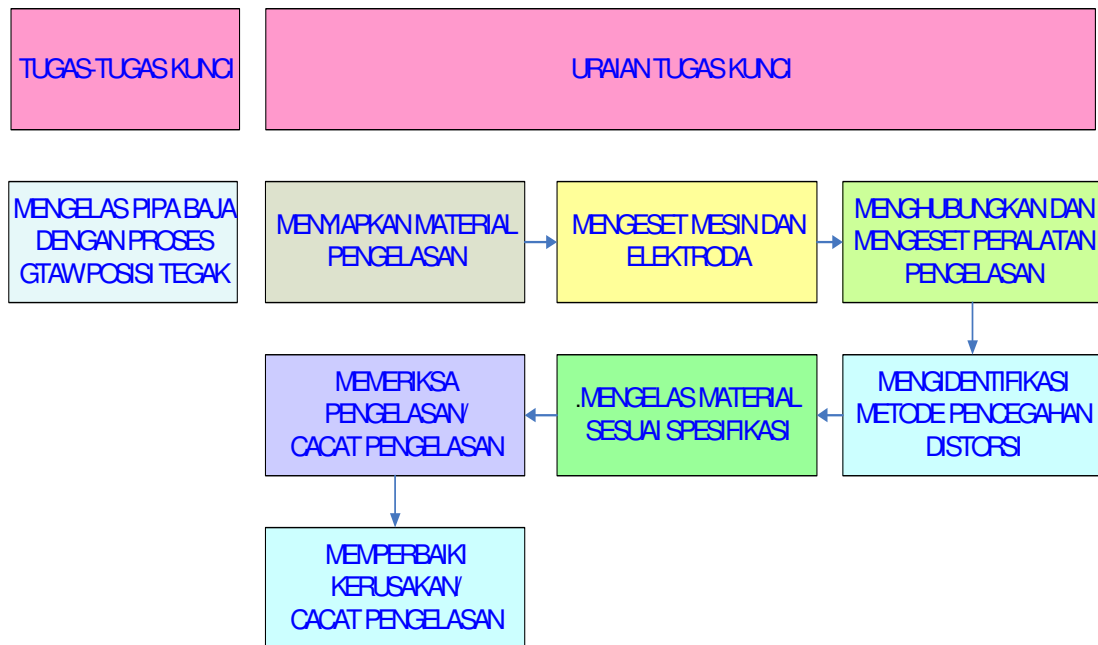 TUGAS-TUGAS KUNCI
URAIAN TUGAS KUNCI
MENGELAS PIPA BAJA
DENGAN PROSES
GTAW POSISI TEGAK
MENYIAPKAN MATERIAL
PENGELASAN
MENGESET MESIN DAN
ELEKTRODA
MENGHUBUNGKAN DAN
MENGESET PERALATAN
PENGELASAN
MENGIDENTIFIKASI
METODE PENCEGAHAN
DISTORSI
.MENGELAS MATERIAL
SESUAI SPESIFIKASI
MEMERIKSA
PENGELASAN/
CACAT PENGELASAN
MEMPERBAIKI
KERUSAKAN/
CACAT PENGELASAN